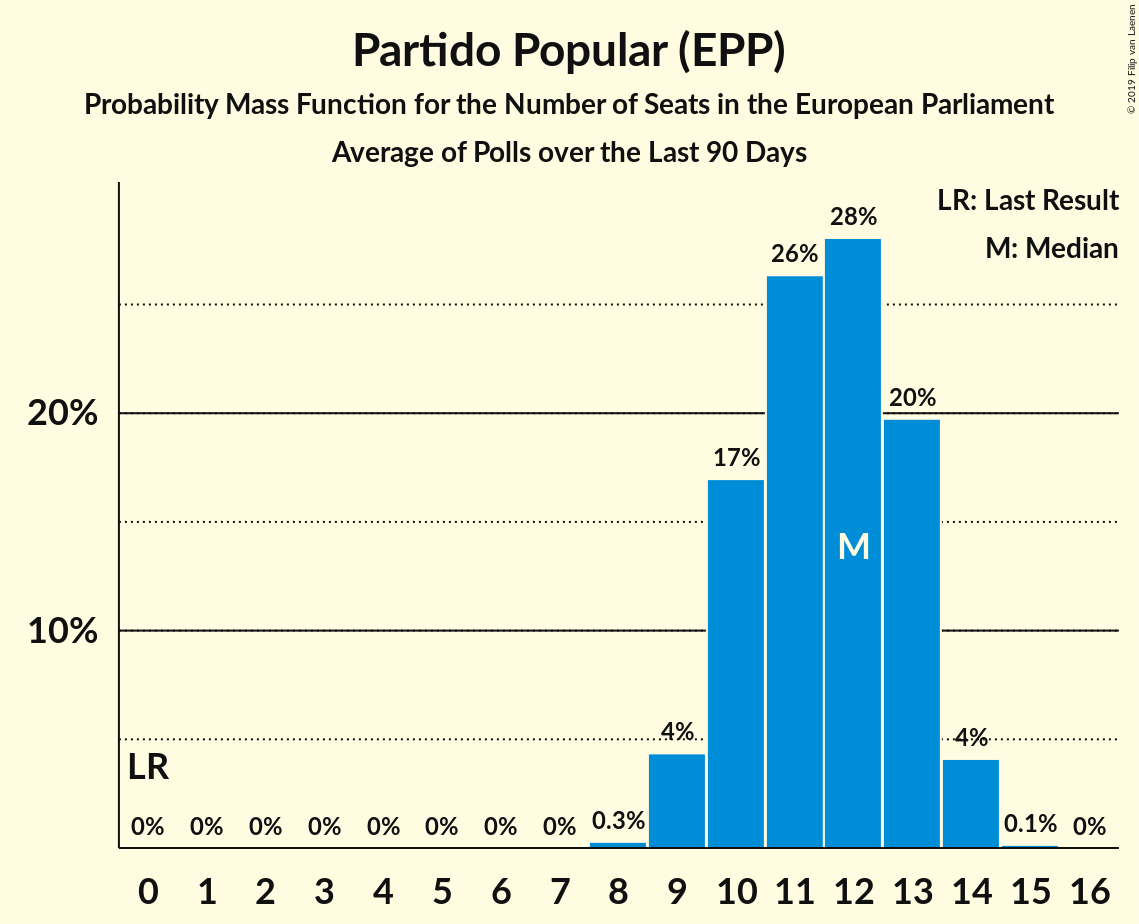 Partido Popular (EPP)
Probability Mass Function for the Number of Seats in the European Parliament
Average of Polls over the Last 90 Days
© 2019 Filip van Laenen
LR: Last Result
M: Median
28%
26%
20%
20%
17%
M
10%
4%
4%
LR
0% 0% 0% 0% 0% 0% 0% 0% 0.3% 0.1% 0%
0 1 2 3 4 5 6 7 8 9 10 11 12 13 14 15 16